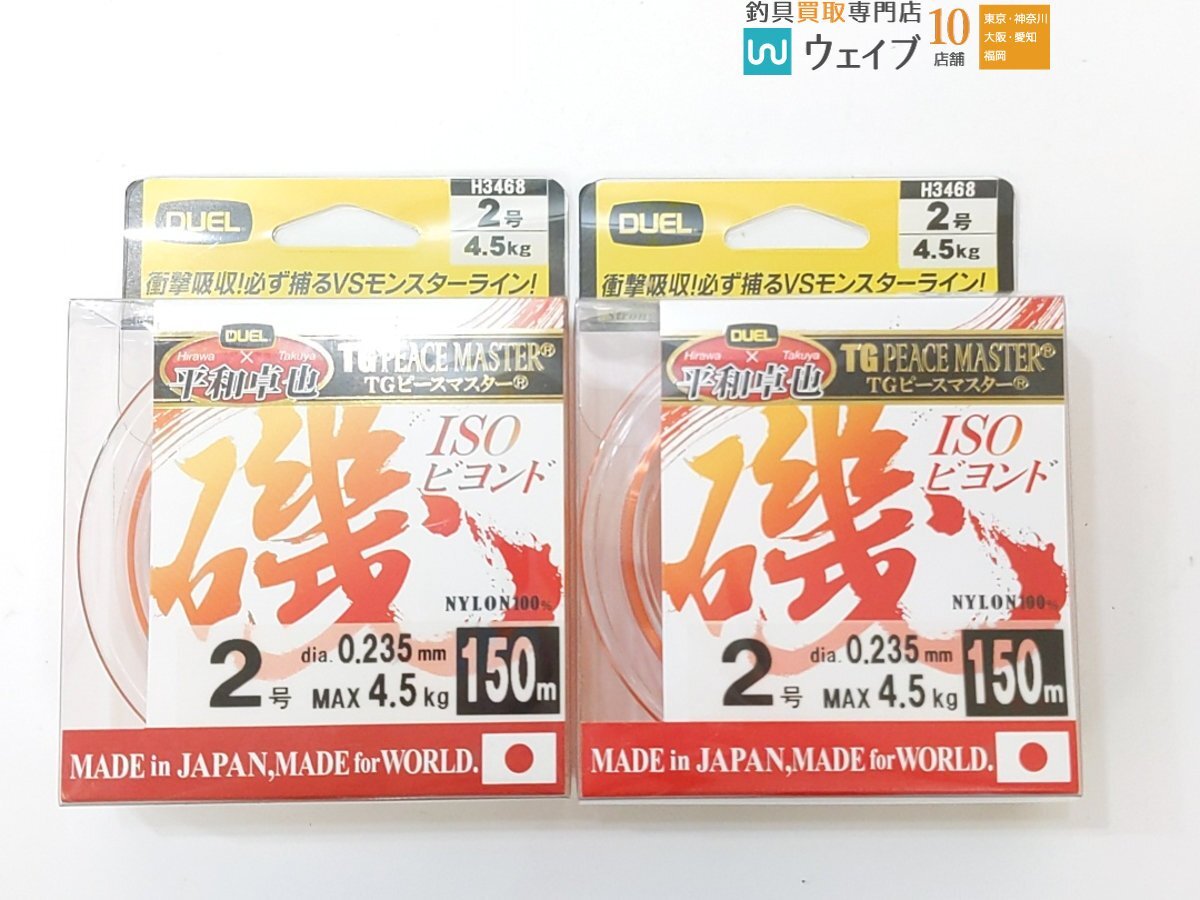 釣具買取専門店
ウェイブ
10
店舗
東京・神奈川
大阪・愛知
福岡
DUEL
H3468
2号
4.5kg
衝撃吸収!必ず捕るVSモンスターライン!
DUEL
Hirawa × Takuya
平和卓也
TG PEACE MASTER®
TGピースマスター®
磯
ISO
ビヨンド
NYLON100%
2号
dia. 0.235 mm
MAX 4.5 kg
150m
MADE in JAPAN,MADE for WORLD.
DUEL
H3468
2号
4.5kg
衝撃吸収!必ず捕るVSモンスターライン!
DUEL
Hirawa × Takuya
平和卓也
TG PEACE MASTER®
TGピースマスター®
磯
ISO
ビヨンド
NYLON100%
2号
dia. 0.235 mm
MAX 4.5 kg
150m
MADE in JAPAN,MADE for WORLD.